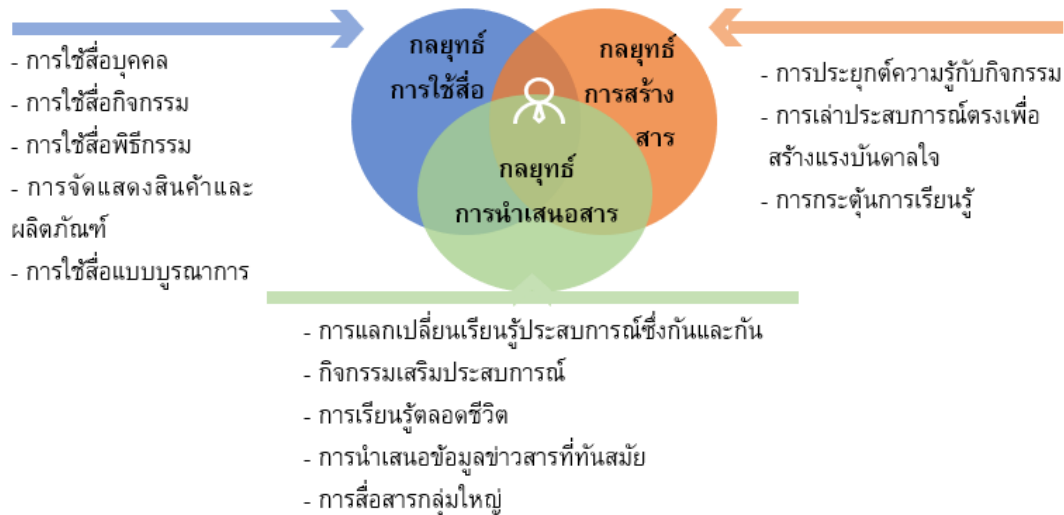 กลยุทธ์
การใช้สื่อ
กลยุทธ์
การสร้าง
สาร
กลยุทธ์
การนำเสนอสาร
- การใช้สื่อบุคคล
- การใช้สื่อกิจกรรม
- การใช้สื่อพิธีกรรม
- การจัดแสดงสินค้าและ
ผลิตภัณฑ์
- การใช้สื่อแบบบูรณาการ
- การประยุกต์ความรู้กับกิจกรรม
- การเล่าประสบการณ์ตรงเพื่อ
สร้างแรงบันดาลใจ
- การกระตุ้นการเรียนรู้
- การแลกเปลี่ยนเรียนรู้ประสบการณ์ซึ่งกันและกัน
- กิจกรรมเสริมประสบการณ์
- การเรียนรู้ตลอดชีวิต
- การนำเสนอข้อมูลข่าวสารที่ทันสมัย
- การสื่อสารกลุ่มใหญ่